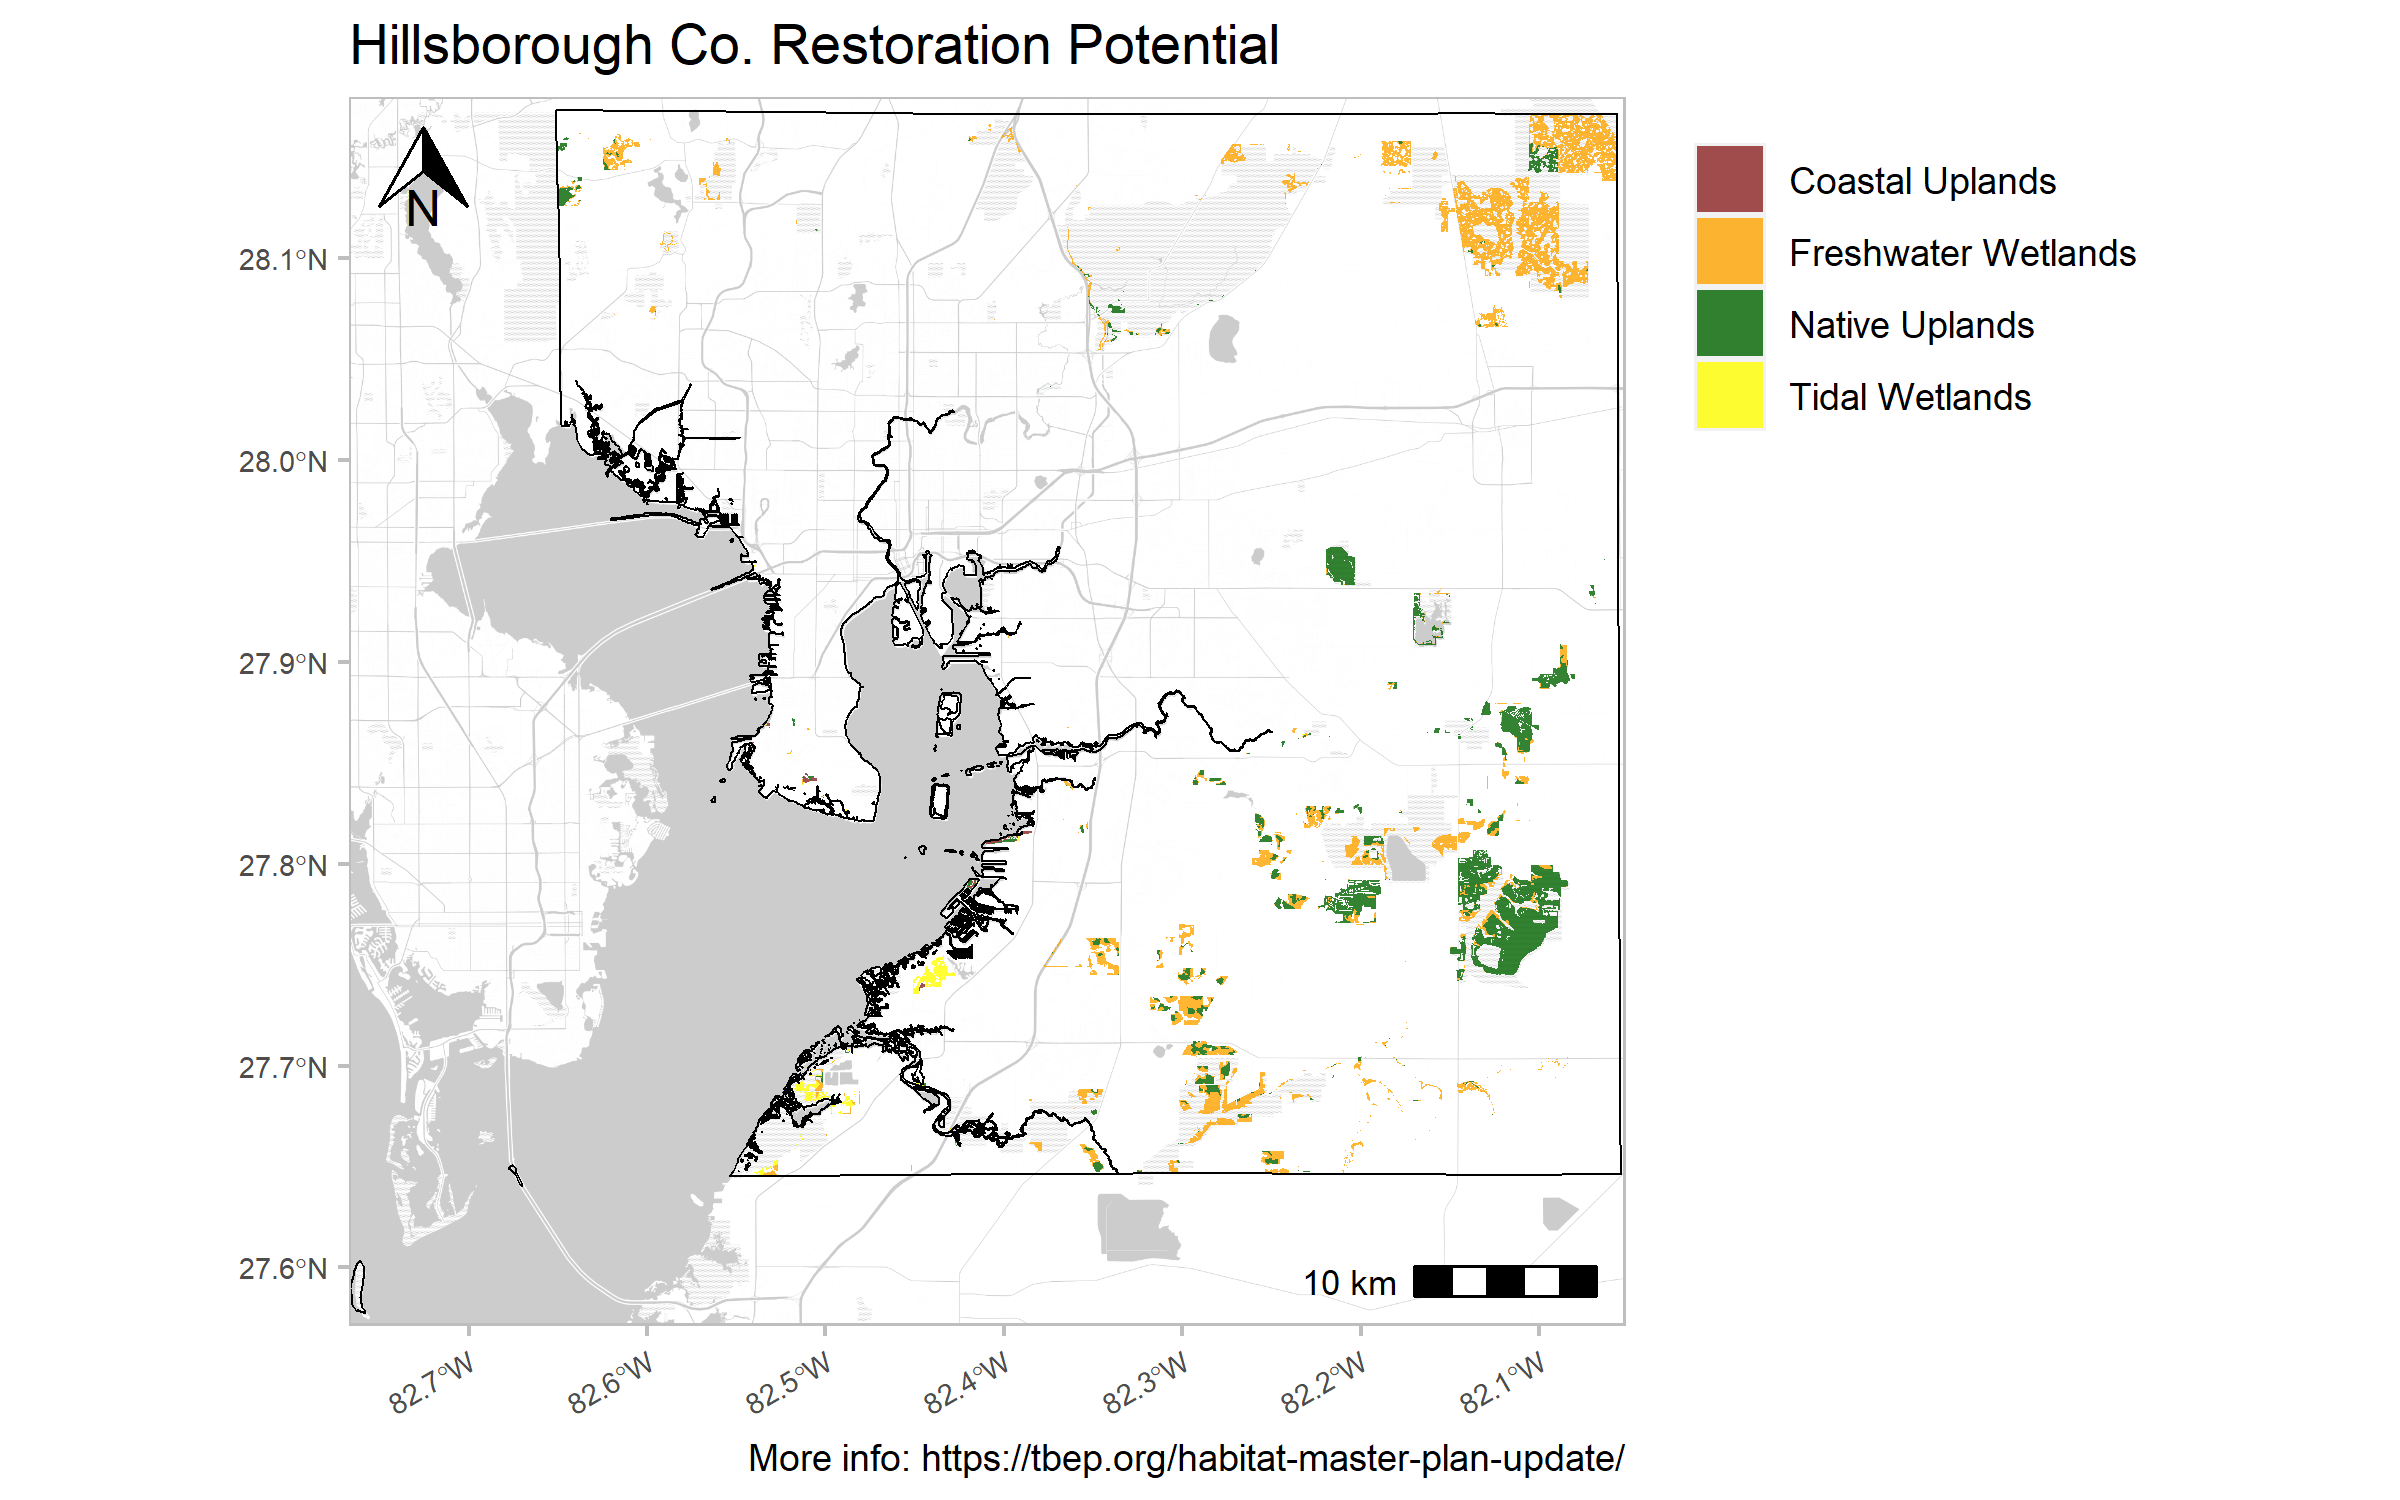 Hillsborough Co. Restoration Potential
N
28.1°N
28.0°N
27.9°N
27.8°N
27.7°N
27.6°N
82.7°W
82.6°W
82.5°W
82.4°W
82.3°W
82.2°W
82.1°W
10 km
Coastal Uplands
Freshwater Wetlands
Native Uplands
Tidal Wetlands
More info: https://tbep.org/habitat-master-plan-update/